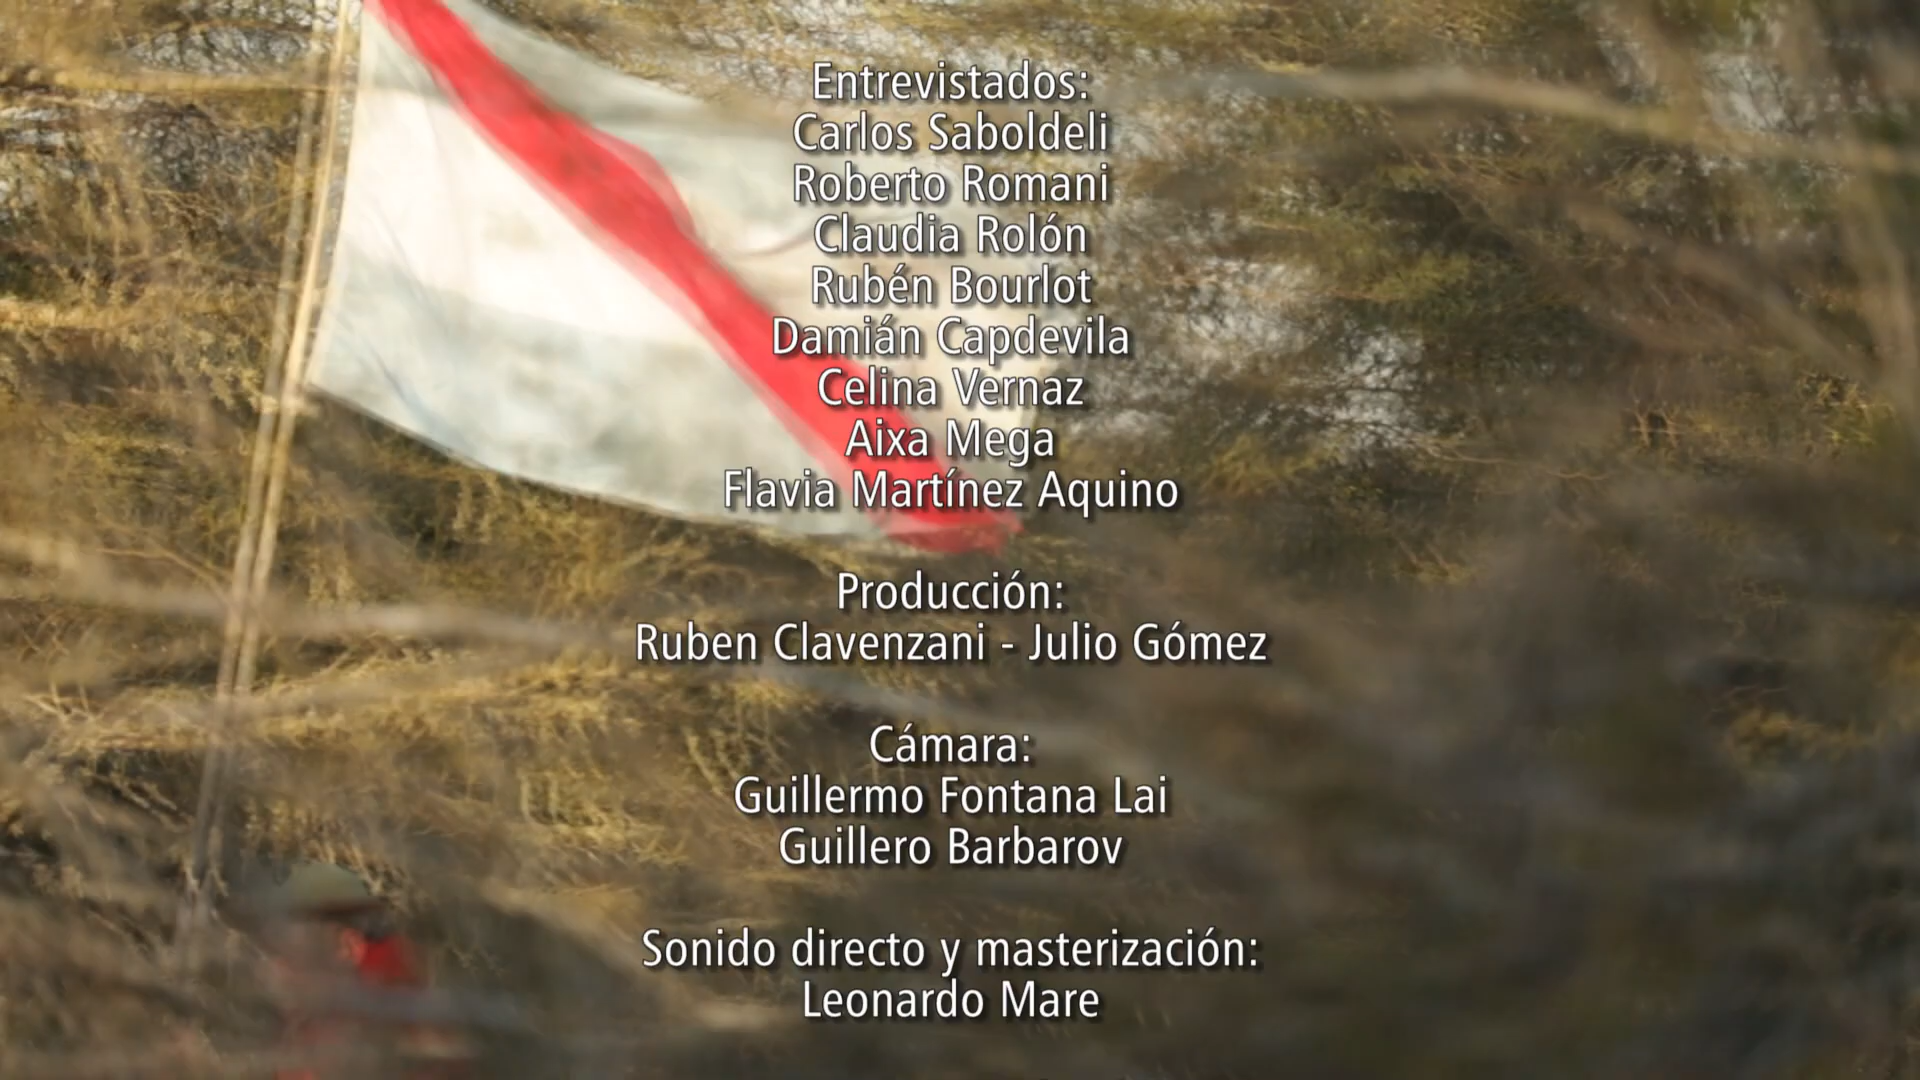 Entrevistados:
Carlos Saboldeli
Roberto Romani
Claudia Rolón
Rubén Bourlot
Damián Capdevila
Celina Vernaz
Aixa Mega
Flavia Martínez Aquino
Producción:
Ruben Clavenzani - Julio Gómez
Cámara:
Guillermo Fontana Lai
Guillero Barbarov
Sonido directo y masterización:
Leonardo Mare